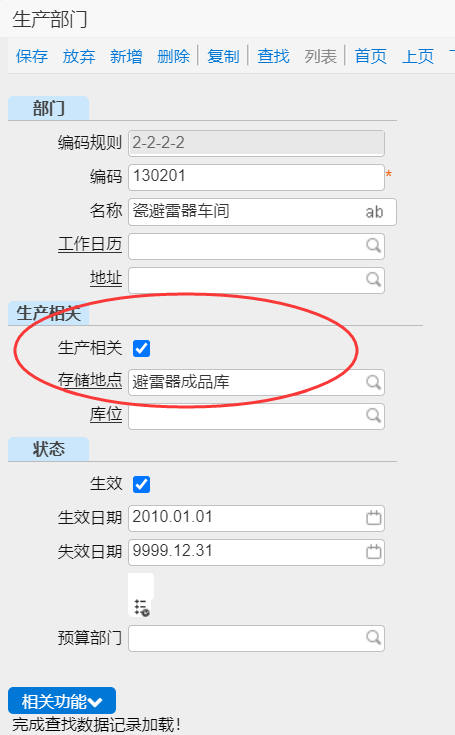 生产部门
保存 放弃 新增 删除 复制 查找 列表 首页 上页
部门
编码规则 2-2-2-2
编码 130201 *
名称 瓷避雷器车间 ab
工作日历
地址
生产相关
生产相关
存储地点 避雷器成品库
库位
状态
生效
生效日期 2010.01.01
失效日期 9999.12.31
预算部门
相关功能
完成查找数据记录加载!